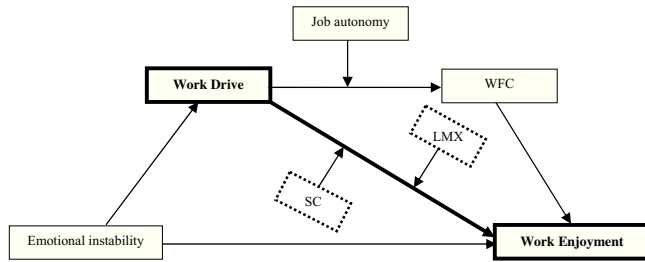 Job autonomy
Work Drive
WFC
LMX
SC
Emotional instability
Work Enjoyment